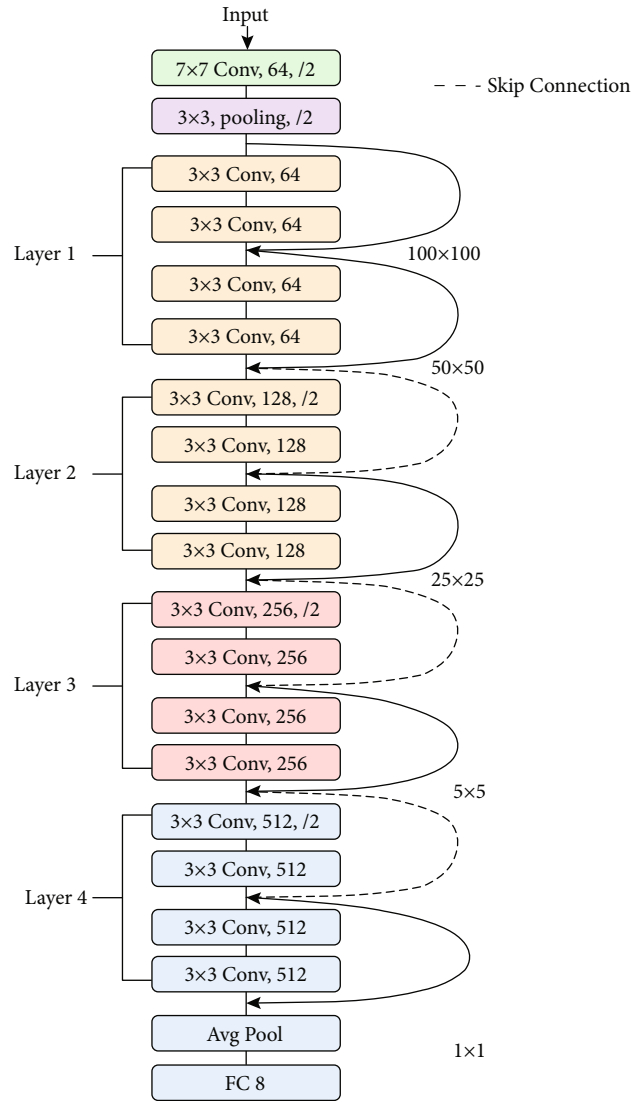 Input
7×7 Conv, 64, /2
- - - Skip Connection
3×3, pooling, /2
3×3 Conv, 64
3×3 Conv, 64
Layer 1
100×100
3×3 Conv, 64
3×3 Conv, 64
50×50
3×3 Conv, 128, /2
3×3 Conv, 128
Layer 2
3×3 Conv, 128
3×3 Conv, 128
25×25
3×3 Conv, 256, /2
3×3 Conv, 256
Layer 3
3×3 Conv, 256
3×3 Conv, 256
5×5
3×3 Conv, 512, /2
3×3 Conv, 512
Layer 4
3×3 Conv, 512
3×3 Conv, 512
Avg Pool
1×1
FC 8